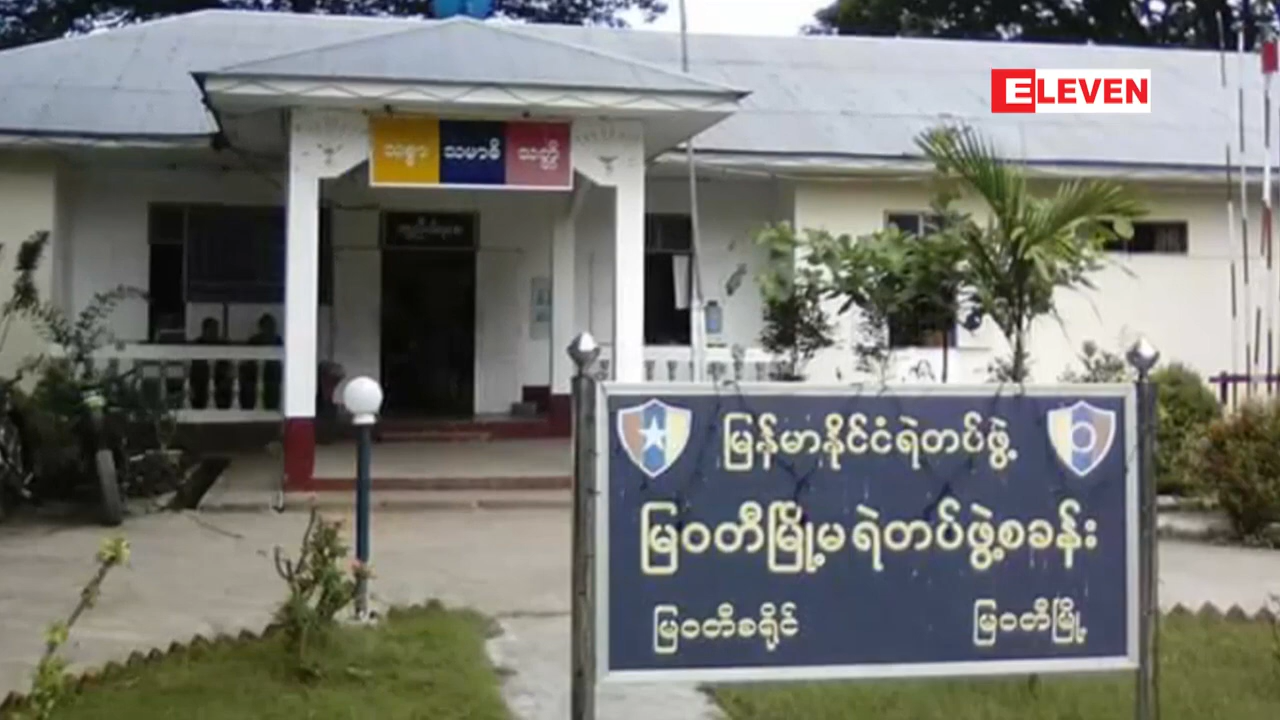 ELEVEN
သစ္စာ သမာဓိ သတ္တိ
မြန်မာနိုင်ငံရဲတပ်ဖွဲ့
မြဝတီမြို့မရဲတပ်ဖွဲ့စခန်း
မြဝတီခရိုင် မြဝတီမြို့